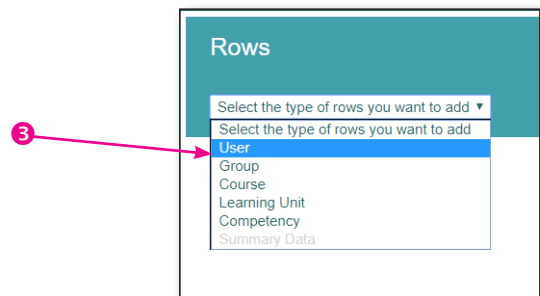 Rows
Select the type of rows you want to add ▼
Select the type of rows you want to add
3
User
Group
Course
Learning Unit
Competency
Summary Data